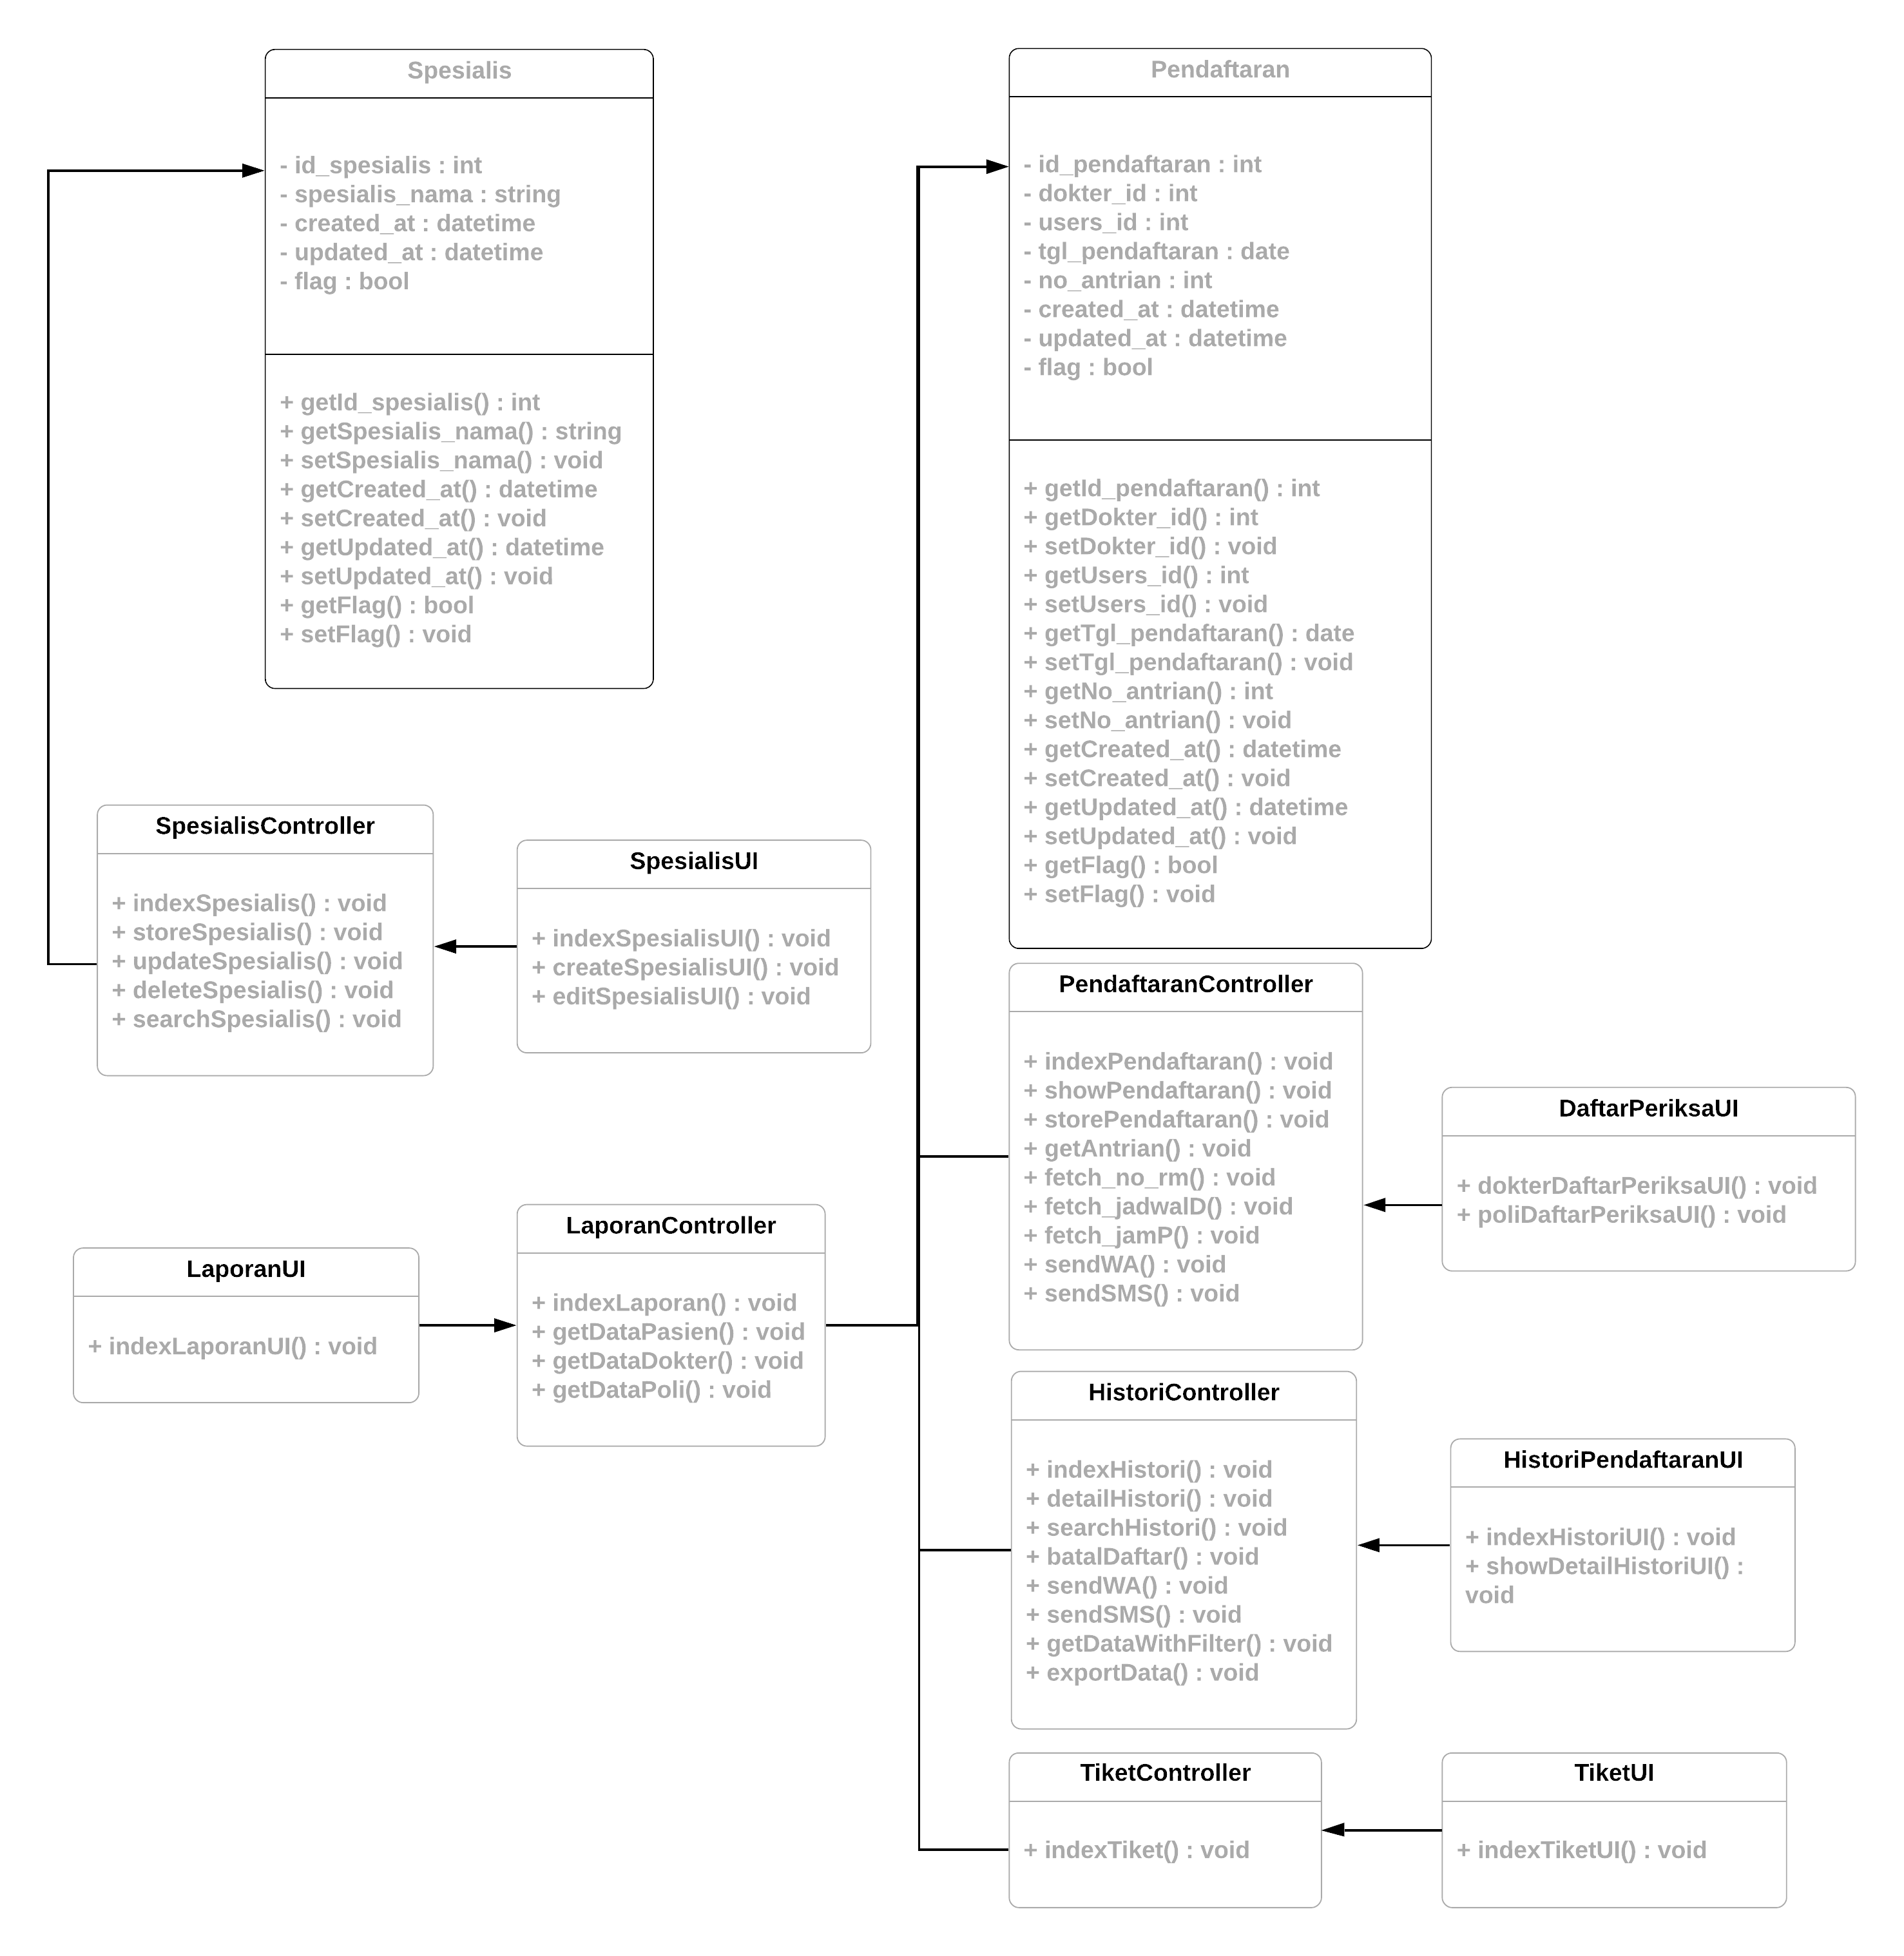 Spesialis
- id_spesialis : int
- spesialis_nama : string
- created_at : datetime
- updated_at : datetime
- flag : bool
+ getId_spesialis() : int
+ getSpesialis_nama() : string
+ setSpesialis_nama() : void
+ getCreated_at() : datetime
+ setCreated_at() : void
+ getUpdated_at() : datetime
+ setUpdated_at() : void
+ getFlag() : bool
+ setFlag() : void
Pendaftaran
- id_pendaftaran : int
- dokter_id : int
- users_id : int
- tgl_pendaftaran : date
- no_antrian : int
- created_at : datetime
- updated_at : datetime
- flag : bool
+ getId_pendaftaran() : int
+ getDokter_id() : int
+ setDokter_id() : void
+ getUsers_id() : int
+ setUsers_id() : void
+ getTgl_pendaftaran() : date
+ setTgl_pendaftaran() : void
+ getNo_antrian() : int
+ setNo_antrian() : void
+ getCreated_at() : datetime
+ setCreated_at() : void
+ getUpdated_at() : datetime
+ setUpdated_at() : void
+ getFlag() : bool
+ setFlag() : void
SpesialisController
+ indexSpesialis() : void
+ storeSpesialis() : void
+ updateSpesialis() : void
+ deleteSpesialis() : void
+ searchSpesialis() : void
SpesialisUI
+ indexSpesialisUI() : void
+ createSpesialisUI() : void
+ editSpesialisUI() : void
PendaftaranController
+ indexPendaftaran() : void
+ showPendaftaran() : void
+ storePendaftaran() : void
+ getAntrian() : void
+ fetch_no_rm() : void
+ fetch_jadwalD() : void
+ fetch_jamP() : void
+ sendWA() : void
+ sendSMS() : void
DaftarPeriksaUI
+ dokterDaftarPeriksaUI() : void
+ poliDaftarPeriksaUI() : void
LaporanUI
+ indexLaporanUI() : void
LaporanController
+ indexLaporan() : void
+ getDataPasien() : void
+ getDataDokter() : void
+ getDataPoli() : void
HistoriController
+ indexHistori() : void
+ detailHistori() : void
+ searchHistori() : void
+ batalDaftar() : void
+ sendWA() : void
+ sendSMS() : void
+ getDataWithFilter() : void
+ exportData() : void
HistoriPendaftaranUI
+ indexHistoriUI() : void
+ showDetailHistoriUI() :
void
TiketController
+ indexTiket() : void
TiketUI
+ indexTiketUI() : void